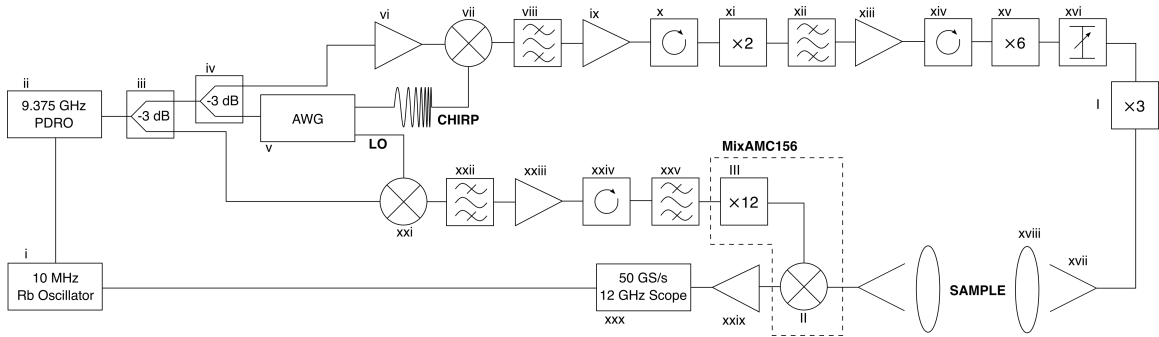 vi
vii
viii
ix
x
xi
xii
xiii
xiv
xv
xvi
×2
×6
ii
iii
iv
9.375 GHz
PDRO
-3 dB
-3 dB
AWG
v
CHIRP
LO
I
×3
MixAMC156
xxii
xxiii
xxiv
xxv
III
×12
xxi
i
10 MHz
Rb Oscillator
50 GS/s
12 GHz Scope
xxx
xxix
II
SAMPLE
xviii
xvii